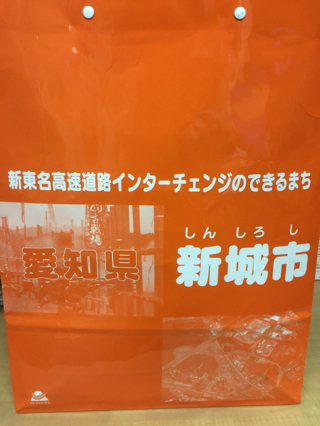 新東名高速道路インターチェンジのできるまち
しんしろし
愛知県 新城市